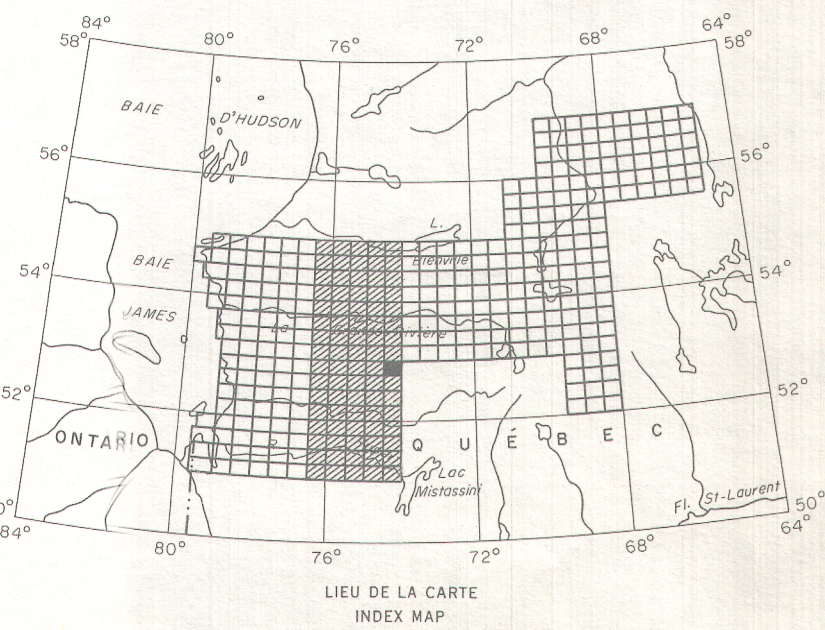 84°
80°
76°
72°
68°
64°
58°
58°
BAIE
D'HUDSON
56°
56°
L.
Bienville
BAIE
54°
54°
JAMES
La Grande Rivière
52°
52°
ONTARIO
QUÉBEC
Lac
Mistassini
Fl. St-Laurent
50°
84°
64°
80°
76°
72°
68°
LIEU DE LA CARTE
INDEX MAP